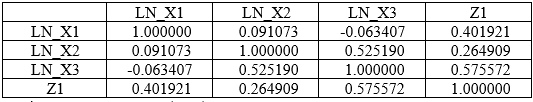 LN_X1 LN_X2 LN_X3 Z1
LN_X1 1.000000 0.091073 -0.063407 0.401921
LN_X2 0.091073 1.000000 0.525190 0.264909
LN_X3 -0.063407 0.525190 1.000000 0.575572
Z1 0.401921 0.264909 0.575572 1.000000